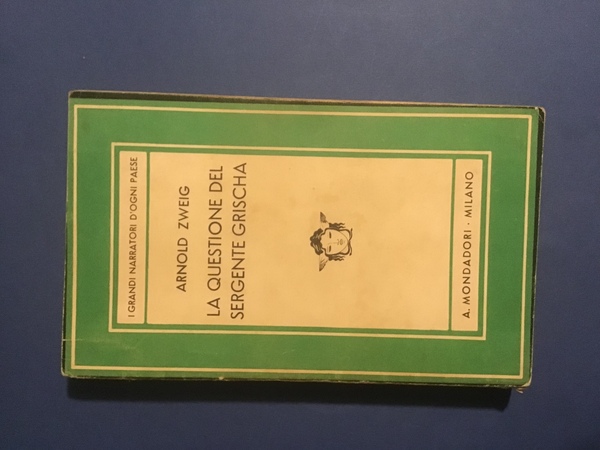 I GRANDI NARRATORI D'OGNI PAESE
ARNOLD ZWEIG
LA QUESTIONE DEL
SERGENTE GRISCHA
A. MONDADORI · MILANO